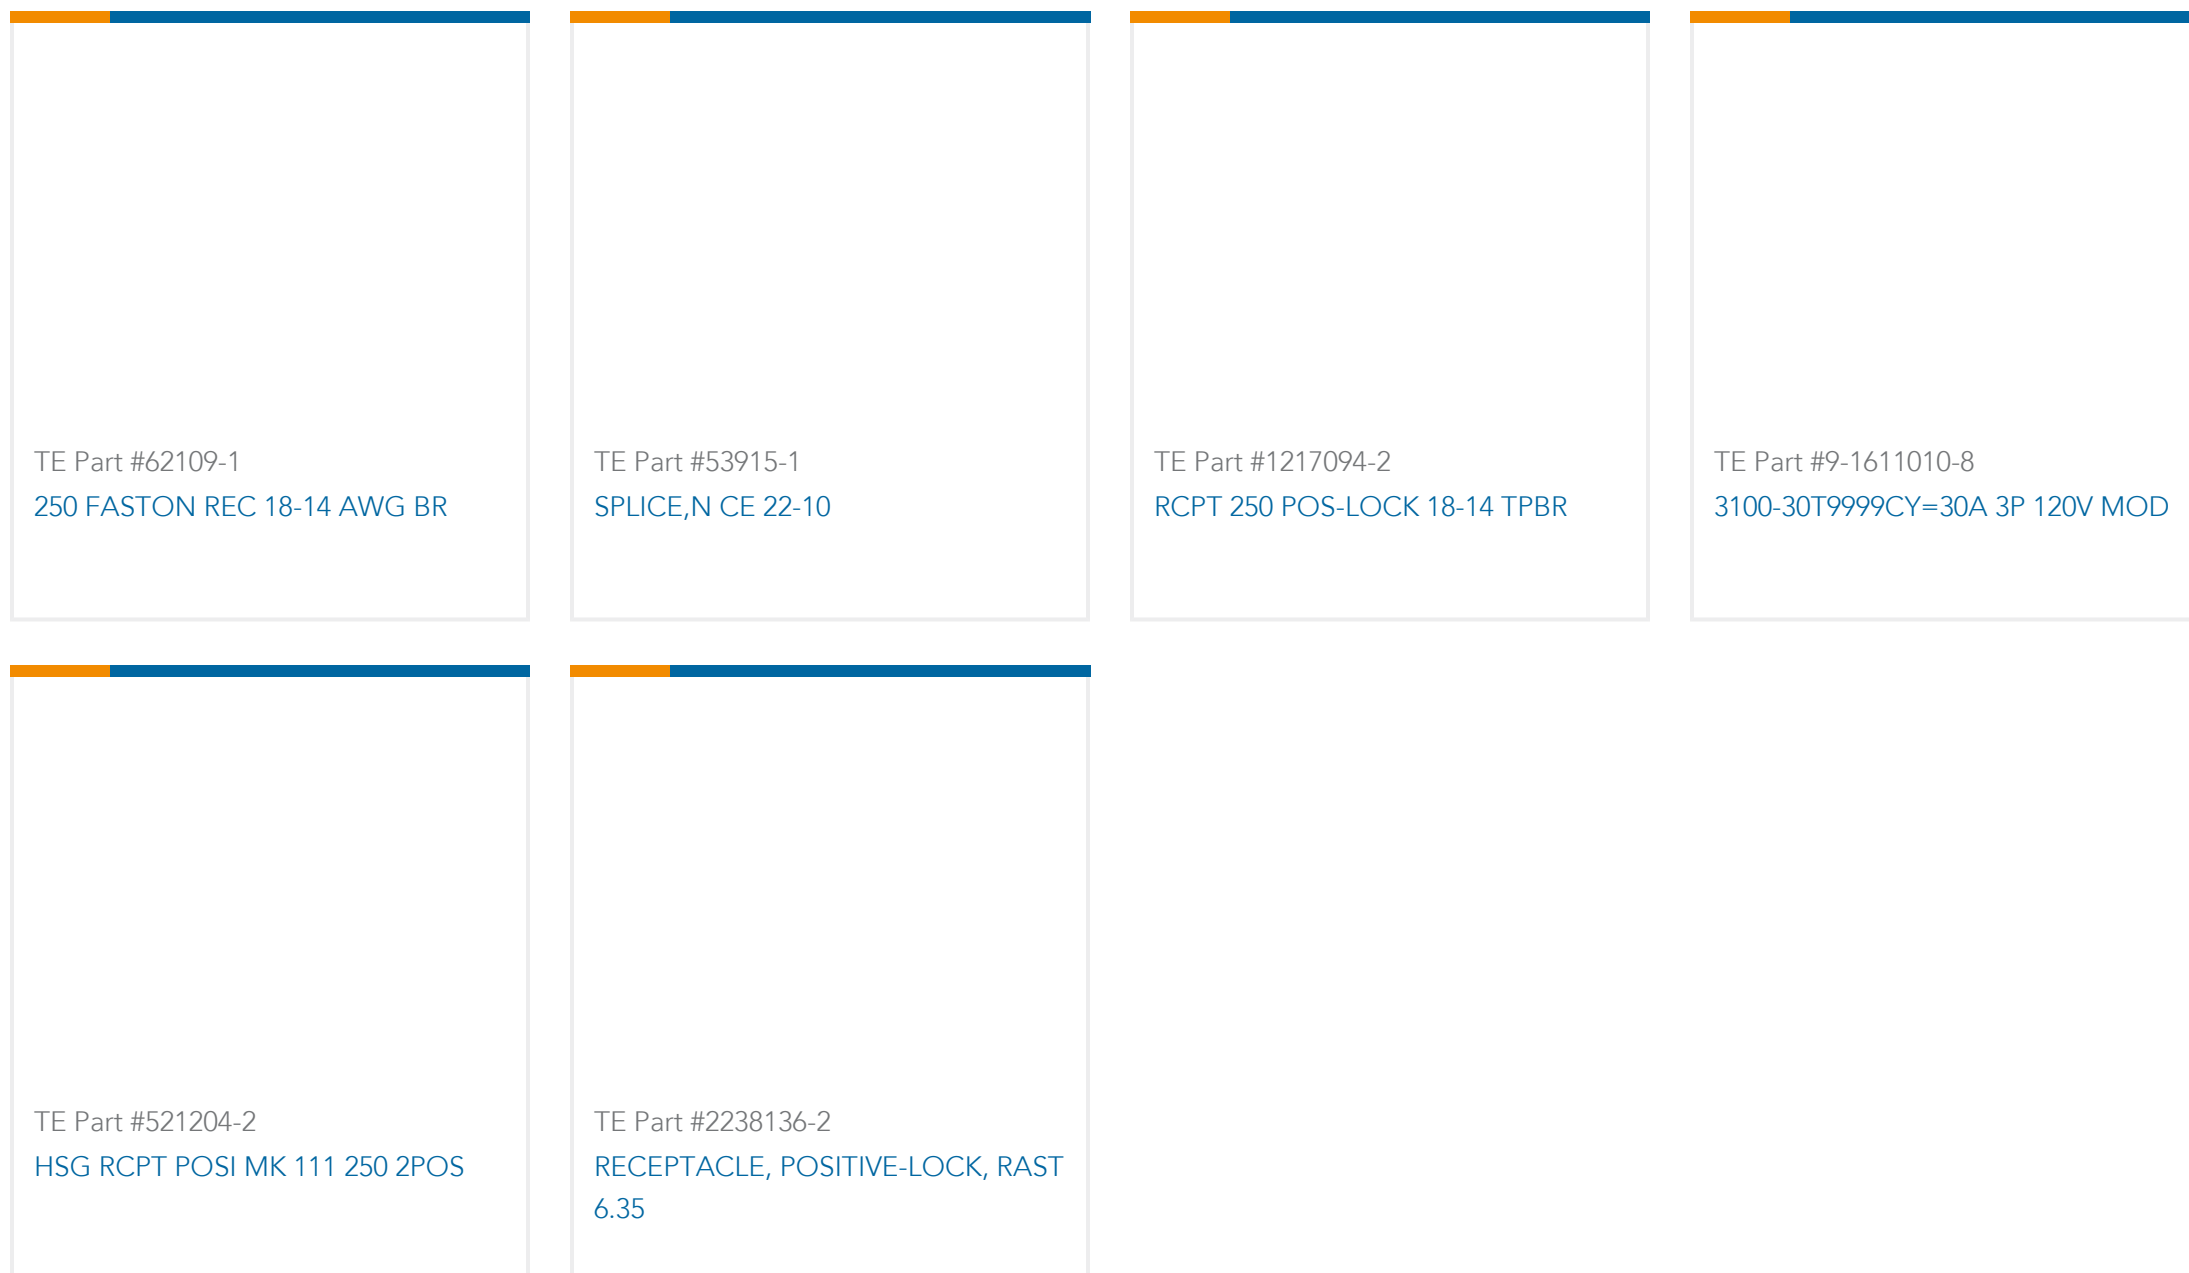 TE Part #62109-1
250 FASTON REC 18-14 AWG BR
TE Part #53915-1
SPLICE,N CE 22-10
TE Part #1217094-2
RCPT 250 POS-LOCK 18-14 TPBR
TE Part #9-1611010-8
3100-30T9999CY=30A 3P 120V MOD
TE Part #521204-2
HSG RCPT POSI MK 111 250 2POS
TE Part #2238136-2
RECEPTACLE, POSITIVE-LOCK, RAST
6.35